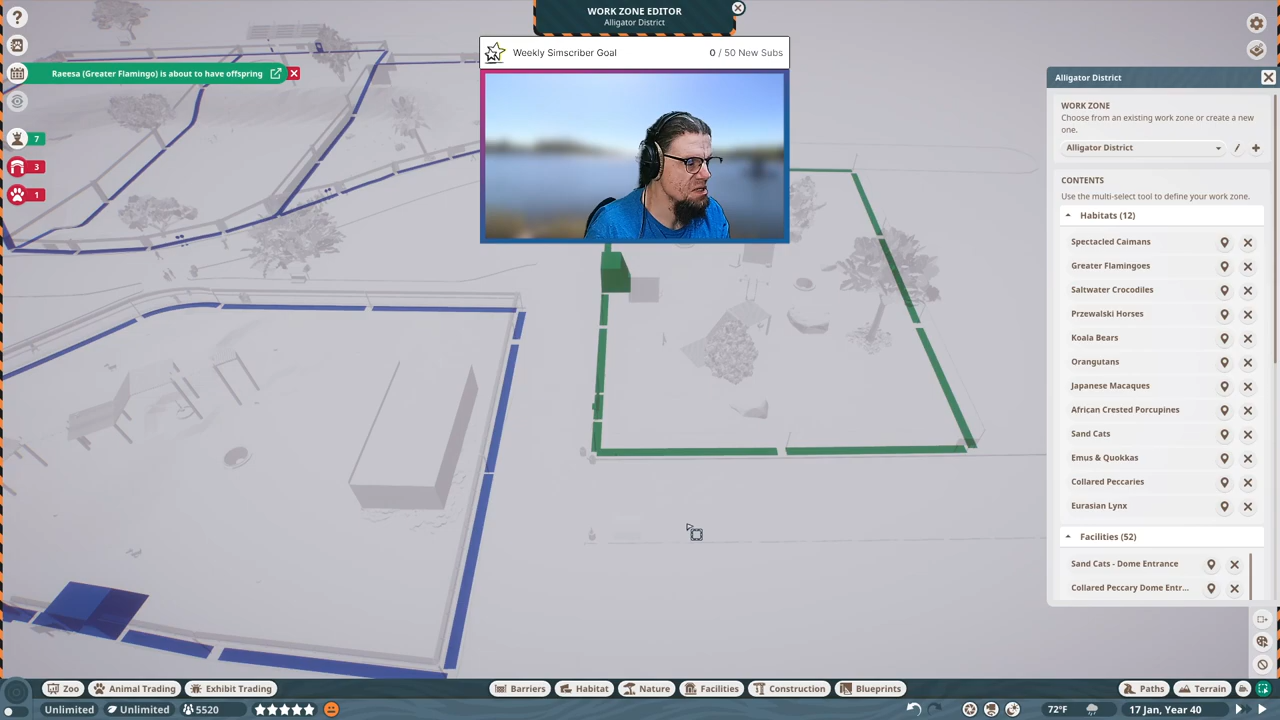 WORK ZONE EDITOR
Alligator District
Weekly Simscriber Goal
0 / 50 New Subs
Raeesa (Greater Flamingo) is about to have offspring
7
3
1
Alligator District
WORK ZONE
Choose from an existing work zone or create a new
one.
Alligator District
CONTENTS
Use the multi-select tool to define your work zone.
Habitats (12)
Spectacled Caimans
Greater Flamingoes
Saltwater Crocodiles
Przewalski Horses
Koala Bears
Orangutans
Japanese Macaques
African Crested Porcupines
Sand Cats
Emus & Quokkas
Collared Peccaries
Eurasian Lynx
Facilities (52)
Sand Cats - Dome Entrance
Collared Peccary Dome Entr...
Zoo
Animal Trading
Exhibit Trading
Barriers
Habitat
Nature
Facilities
Construction
Blueprints
Paths
Terrain
Unlimited
Unlimited
5520
72°F
17 Jan, Year 40